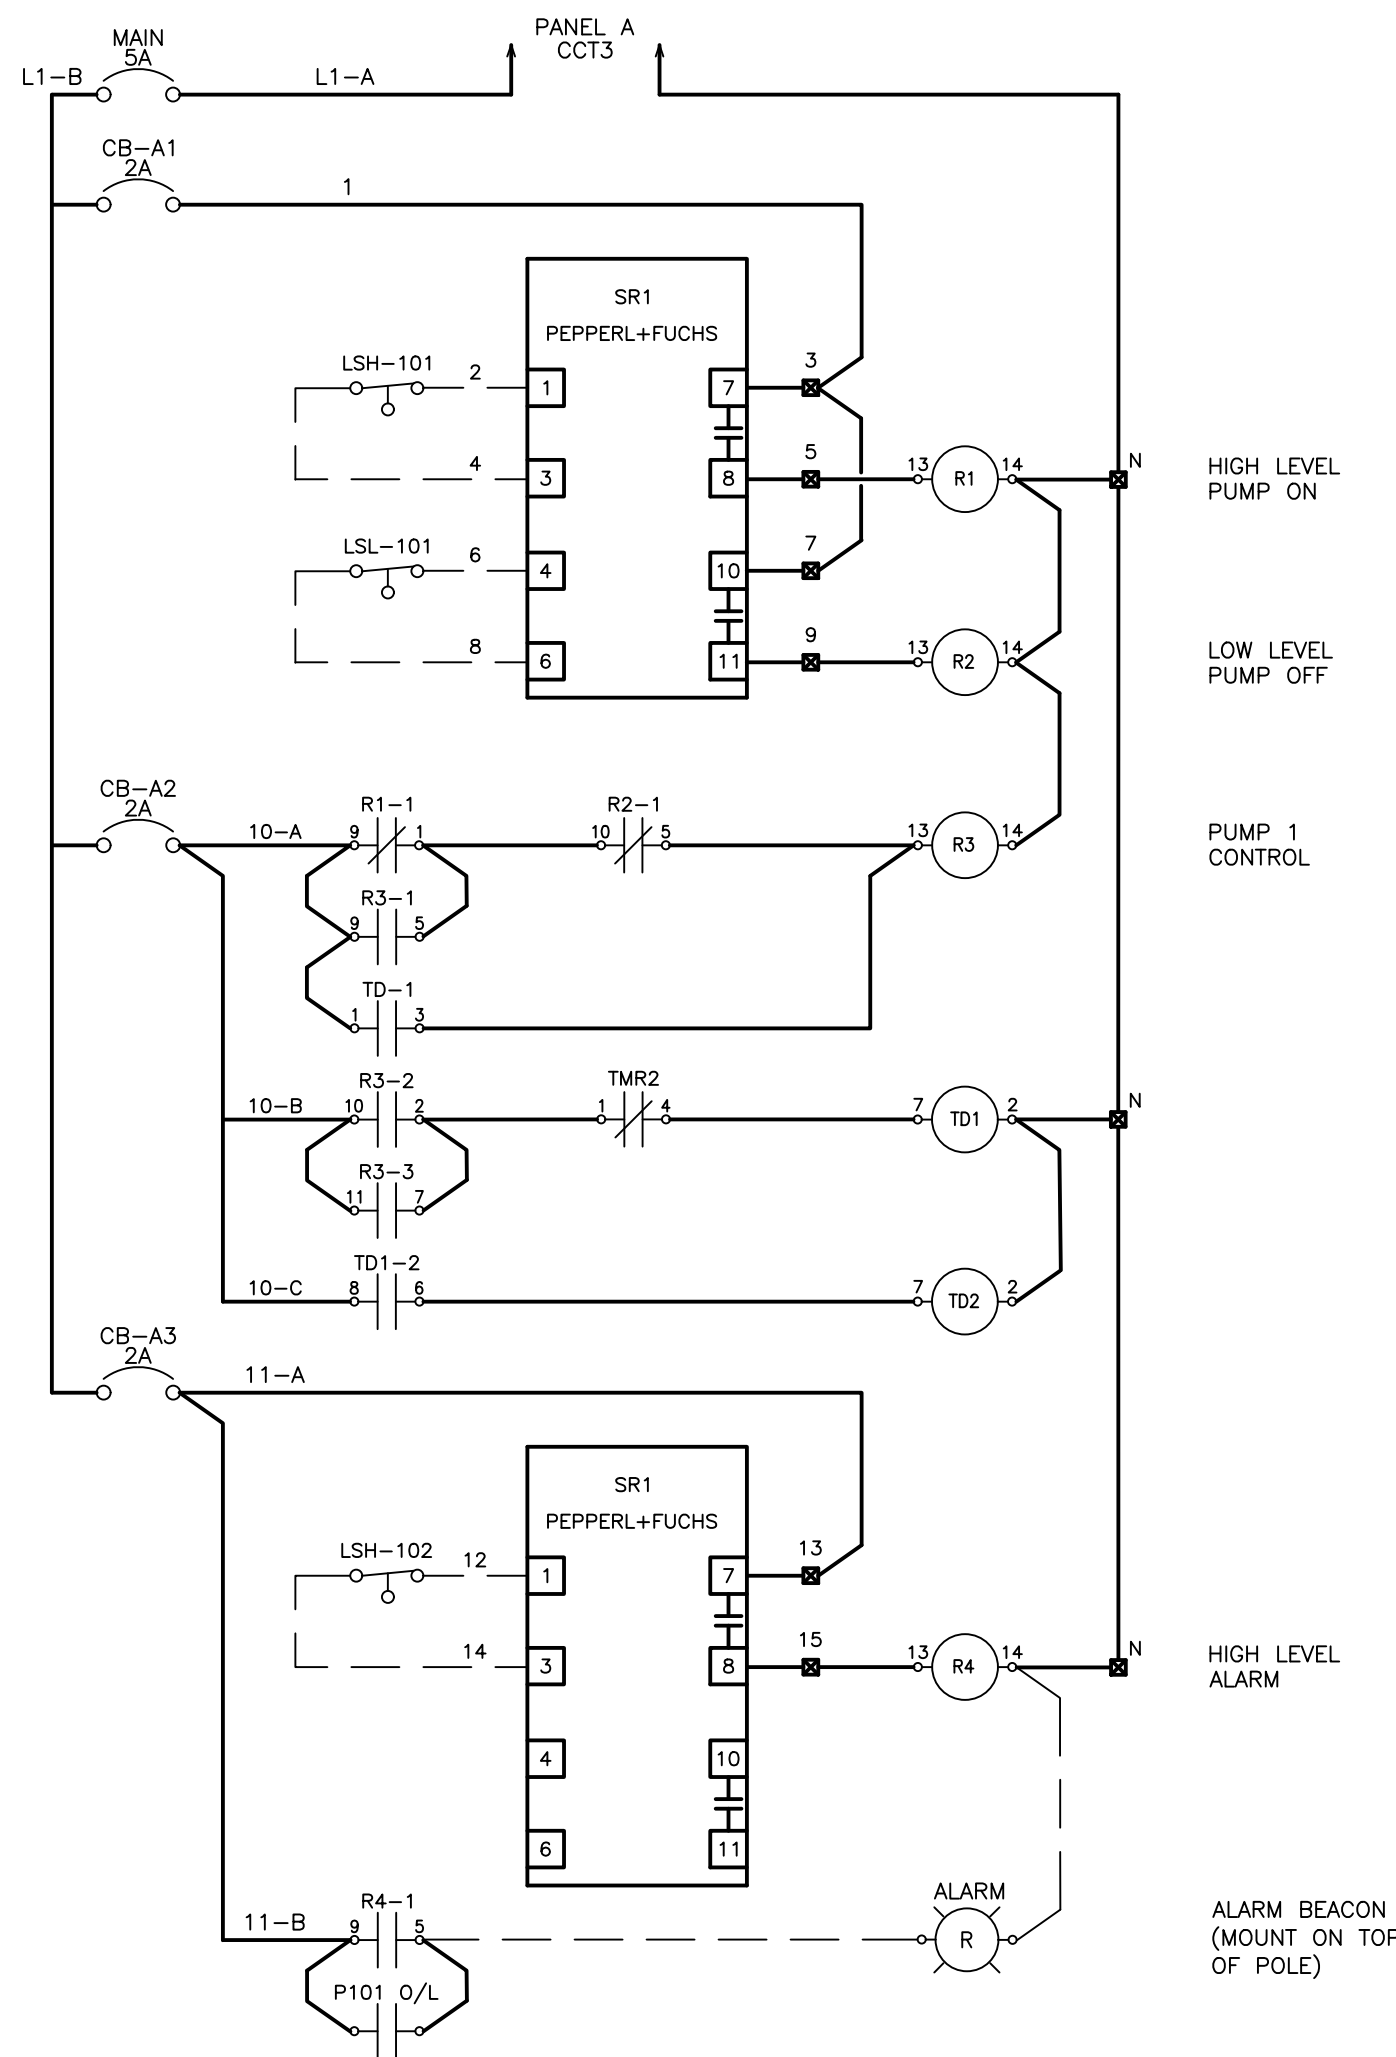 PANEL A
CCT3
MAIN
5A
L1-B
L1-A
CB-A1
2A
1
SR1
PEPPERL+FUCHS
LSH-101
2
1
7
3
4
3
8
5
13
R1
14
N
HIGH LEVEL
PUMP ON
LSL-101
6
4
10
7
8
6
11
9
13
R2
14
LOW LEVEL
PUMP OFF
CB-A2
2A
10-A
R1-1
9
1
R2-1
10
5
13
R3
14
PUMP 1
CONTROL
R3-1
9
5
TD-1
1
3
R3-2
10-B
10
2
TMR2
1
4
7
TD1
2
N
R3-3
11
7
TD1-2
10-C
8
6
7
TD2
2
CB-A3
2A
11-A
SR1
PEPPERL+FUCHS
LSH-102
12
1
7
13
14
3
8
15
13
R4
14
N
HIGH LEVEL
ALARM
4
10
6
11
R4-1
11-B
9
5
ALARM
R
ALARM BEACON
(MOUNT ON TOP
OF POLE)
P101 O/L